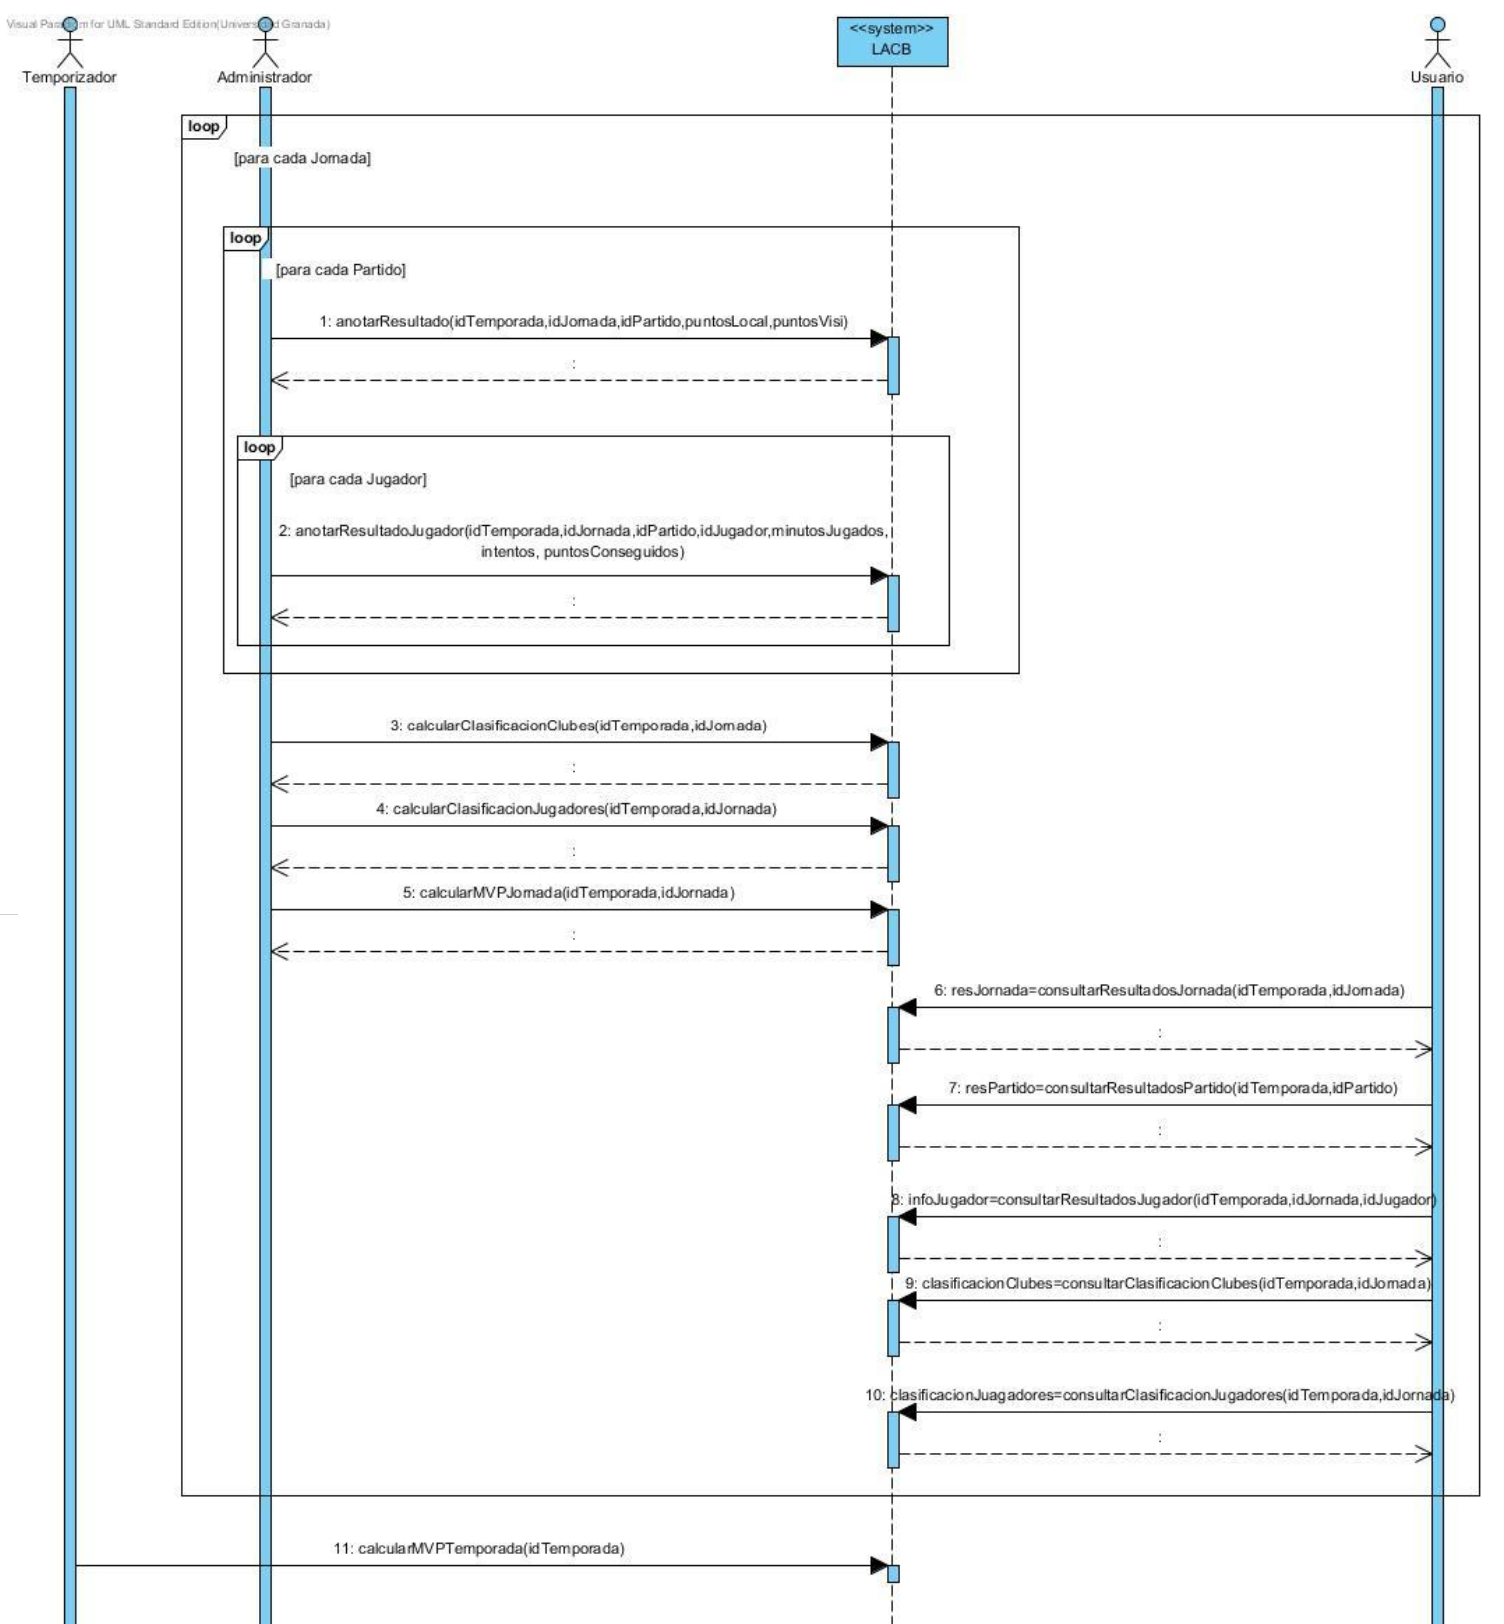 Visual Paradigm for UML Standard Edition(Universidad Granada)
<<system>>
LACB
Temporizador
Administrador
Usuario
loop
[para cada Jornada]
loop
[para cada Partido]
1: anotarResultado(idTemporada,idJornada,idPartido,puntosLocal,puntosVisi)
:
loop
[para cada Jugador]
2: anotarResultadoJugador(idTemporada,idJornada,idPartido,idJugador,minutosJugados,
intentos, puntosConseguidos)
:
3: calcularClasificacionClubes(idTemporada,idJornada)
:
4: calcularClasificacionJugadores(idTemporada,idJornada)
:
5: calcularMVPJornada(idTemporada,idJornada)
:
6: resJornada=consultarResultadosJornada(idTemporada,idJornada)
:
7: resPartido=consultarResultadosPartido(idTemporada,idPartido)
:
8: infoJugador=consultarResultadosJugador(idTemporada,idJornada,idJugador)
:
9: clasificacionClubes=consultarClasificacionClubes(idTemporada,idJornada)
:
10: clasificacionJuagadores=consultarClasificacionJugadores(idTemporada,idJornada)
:
11: calcularMVPTemporada(idTemporada)